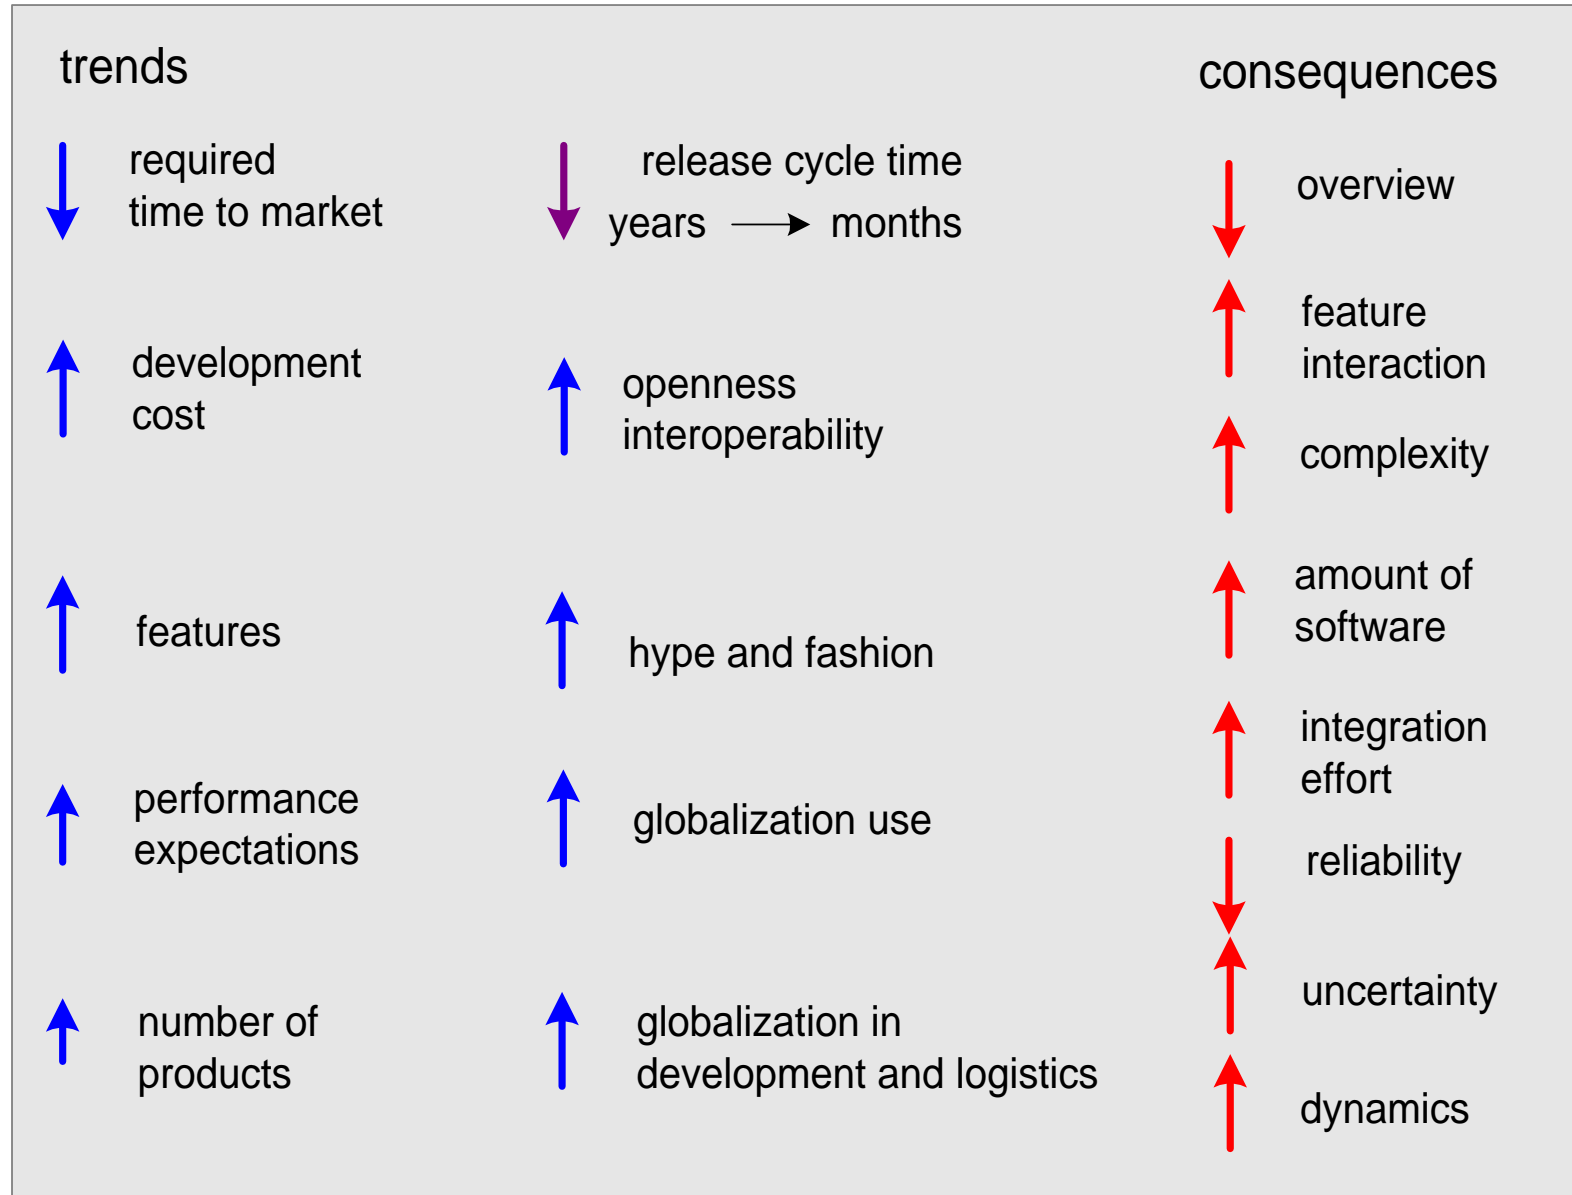 trends
required
time to market
development
cost
features
performance
expectations
number of
products
release cycle time
years months
openness
interoperability
hype and fashion
globalization use
globalization in
development and logistics
consequences
overview
feature
interaction
complexity
amount of
software
integration
effort
reliability
uncertainty
dynamics